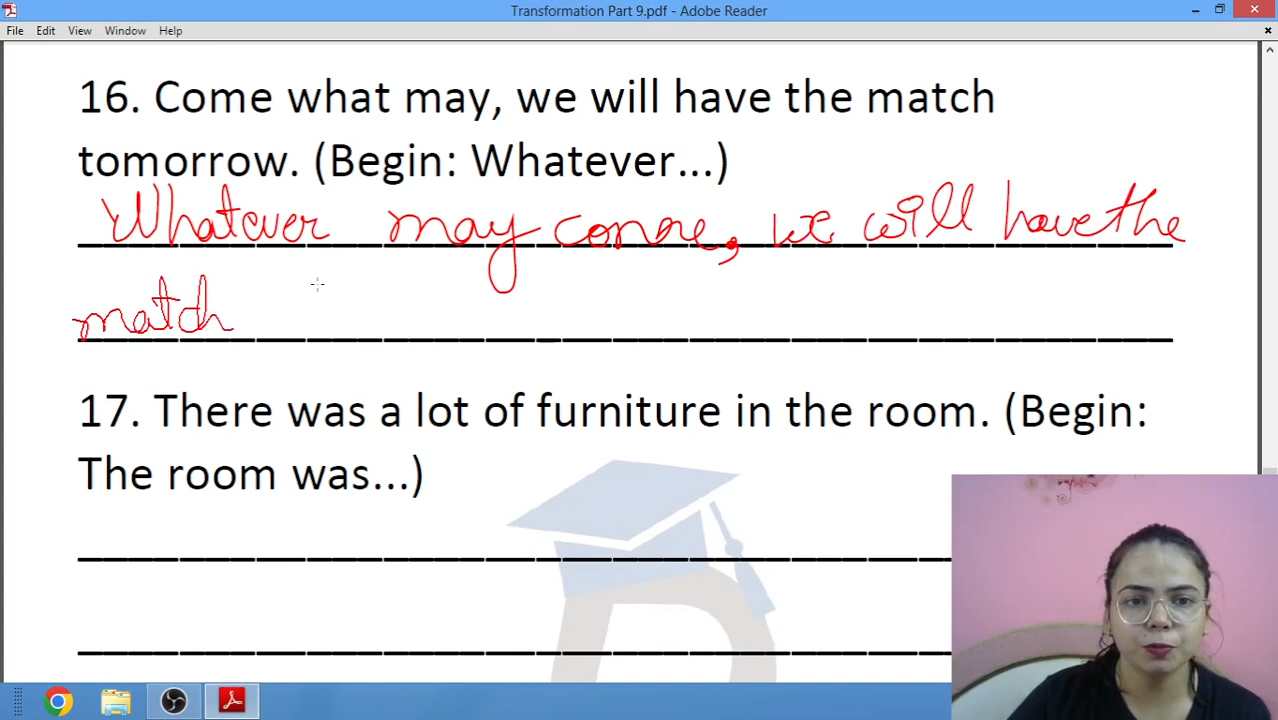 Transformation Part 9.pdf - Adobe Reader
File Edit View Window Help
16. Come what may, we will have the match
tomorrow. (Begin: Whatever...)
Whatever may come, we will have the
match
17. There was a lot of furniture in the room. (Begin:
The room was...)